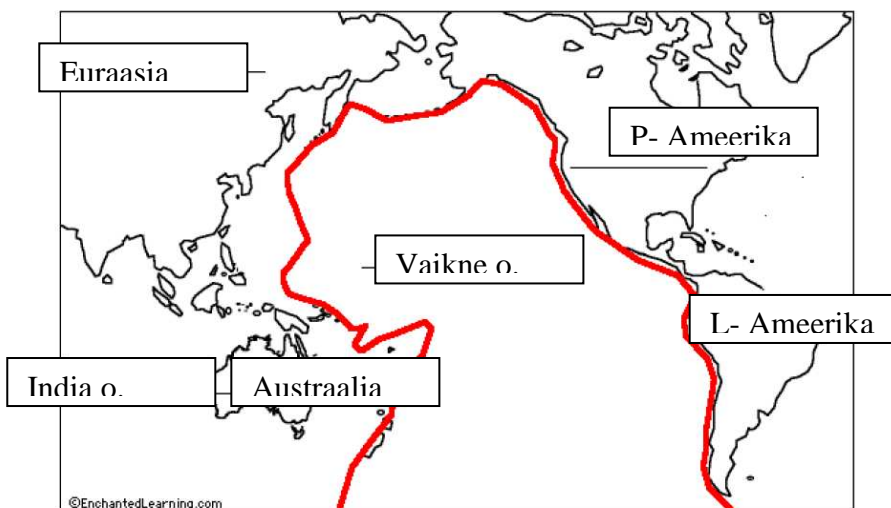 Euraasia
P- Ameerika
Vaikne o.
L- Ameerika
India o.
Austraalia
©EnchantedLearning.com